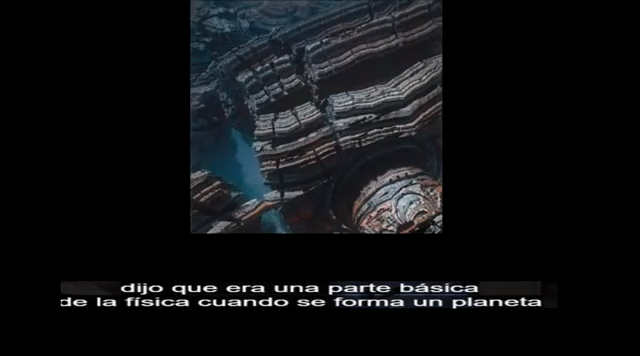 dijo que era una parte básica
de la física cuando se forma un planeta